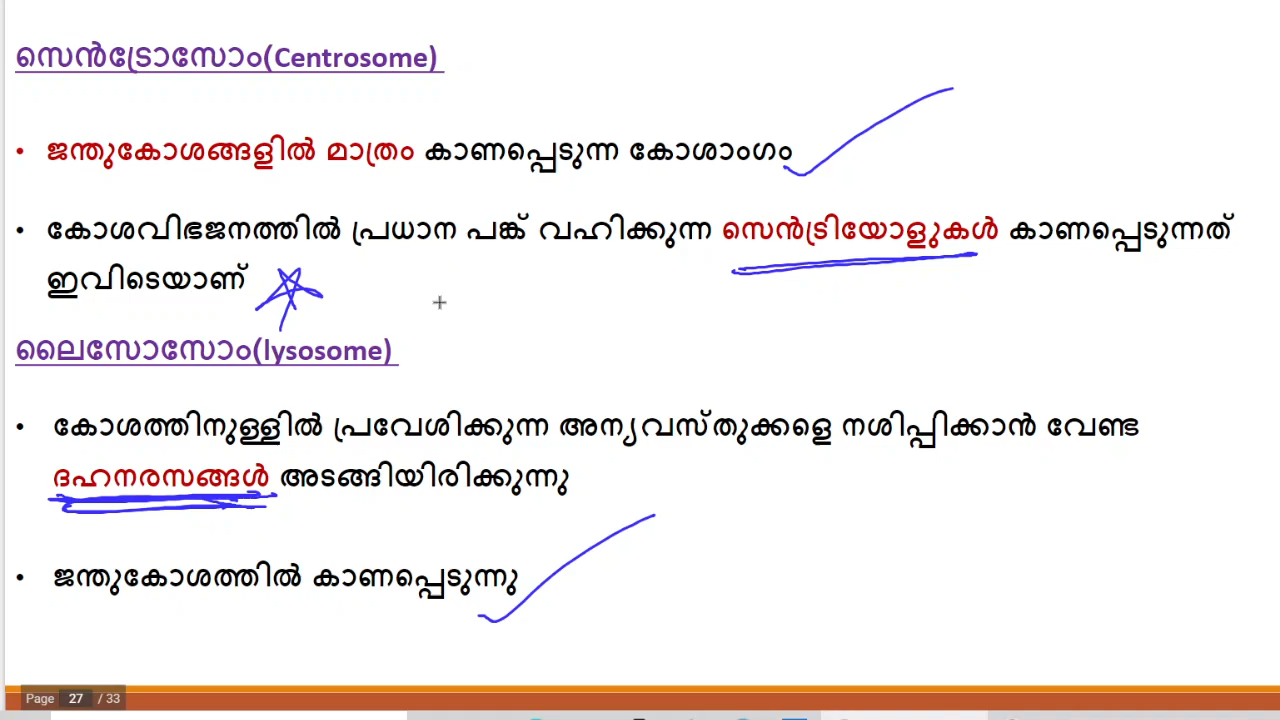 സെൻട്രോസോം(Centrosome)
• ജന്തുകോശങ്ങളിൽ മാത്രം കാണപ്പെടുന്ന കോശാംഗം
• കോശവിഭജനത്തിൽ പ്രധാന പങ്ക് വഹിക്കുന്ന സെൻട്രിയോളുകൾ കാണപ്പെടുന്നത്
ഇവിടെയാണ്
ലൈസോസോം(lysosome)
• കോശത്തിനുള്ളിൽ പ്രവേശിക്കുന്ന അന്യവസ്തുക്കളെ നശിപ്പിക്കാൻ വേണ്ട
ദഹനരസങ്ങൾ അടങ്ങിയിരിക്കുന്നു
• ജന്തുകോശത്തിൽ കാണപ്പെടുന്നു
Page 27 / 33